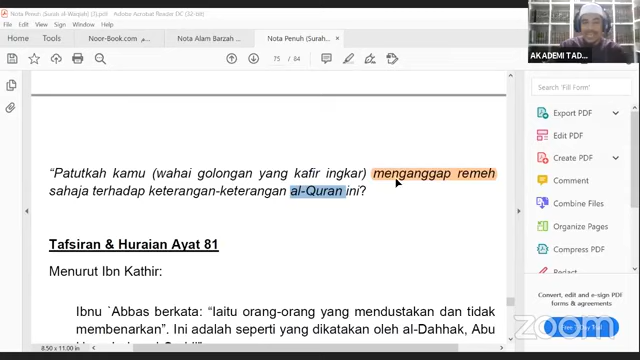 Nota Penuh (Surah al-Waqiah) (1).pdf - Adobe Acrobat Reader DC (32-bit)
File Edit View Sign Window Help
Home Tools Noor-Book.com Nota Alam Barzah Nota Penuh (Surah... ×
75 / 84
AKADEMI TAD...
Search 'Fill Form'
“Patutkah kamu (wahai golongan yang kafir ingkar) menganggap remeh
sahaja terhadap keterangan-keterangan al-Quran ini?
Tafsiran & Huraian Ayat 81
Menurut Ibn Kathir:
Ibnu `Abbas berkata: “Iaitu orang-orang yang mendustakan dan tidak
membenarkan”. Ini adalah seperti yang dikatakan oleh al-Dahhak, Abu
8.50 x 11.00 in
Export PDF
Edit PDF
Create PDF
Comment
Combine Files
Organize Pages
Compress PDF
Redact
Convert, edit and e-sign PDF
forms & agreements
Free 7-Day Trial
zoom